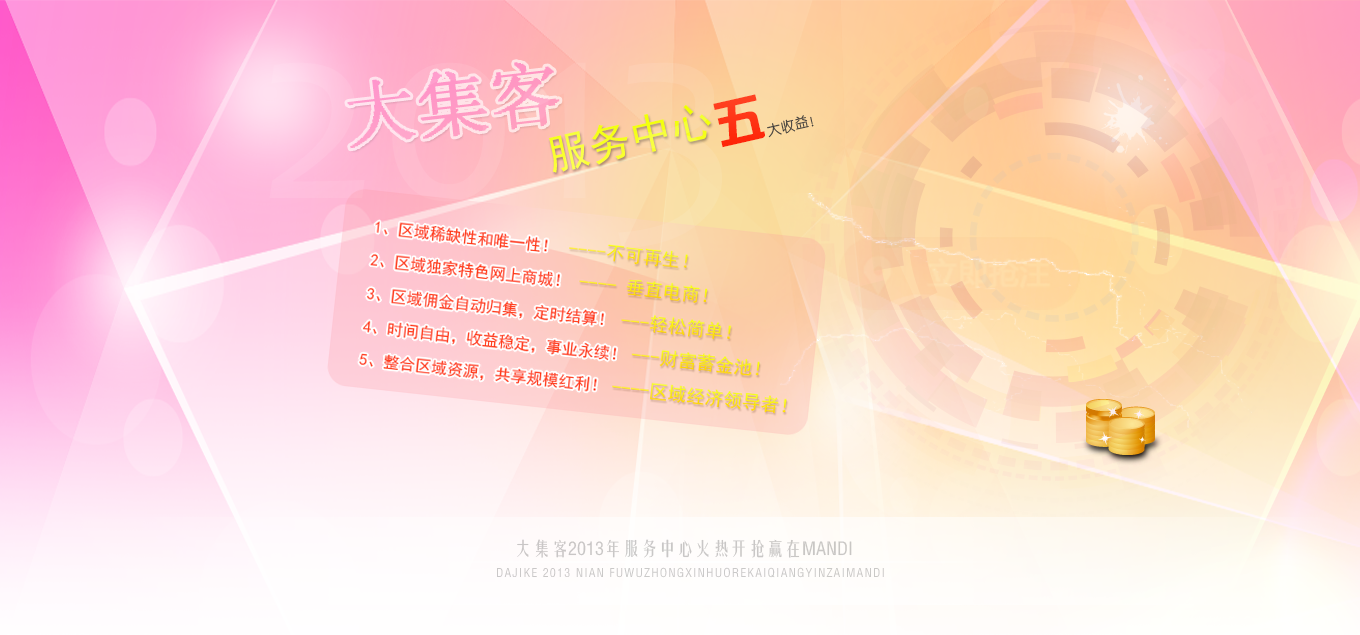 2013
大集客
服务中心五大收益!
1、区域稀缺性和唯一性! ----不可再生!
2、区域独家特色网上商城! —— 垂直电商!
3、区域佣金自动归集，定时结算! ---轻松简单!
4、时间自由，收益稳定，事业永续! ---财富蓄金池!
5、整合区域资源，共享规模红利! ——区域经济领导者!
大集客2013年服务中心火热开抢赢在MANDI
DAJIKE 2013 NIAN FUWUZHONGXINHUOREKAIQIANGYINZAIMANDI